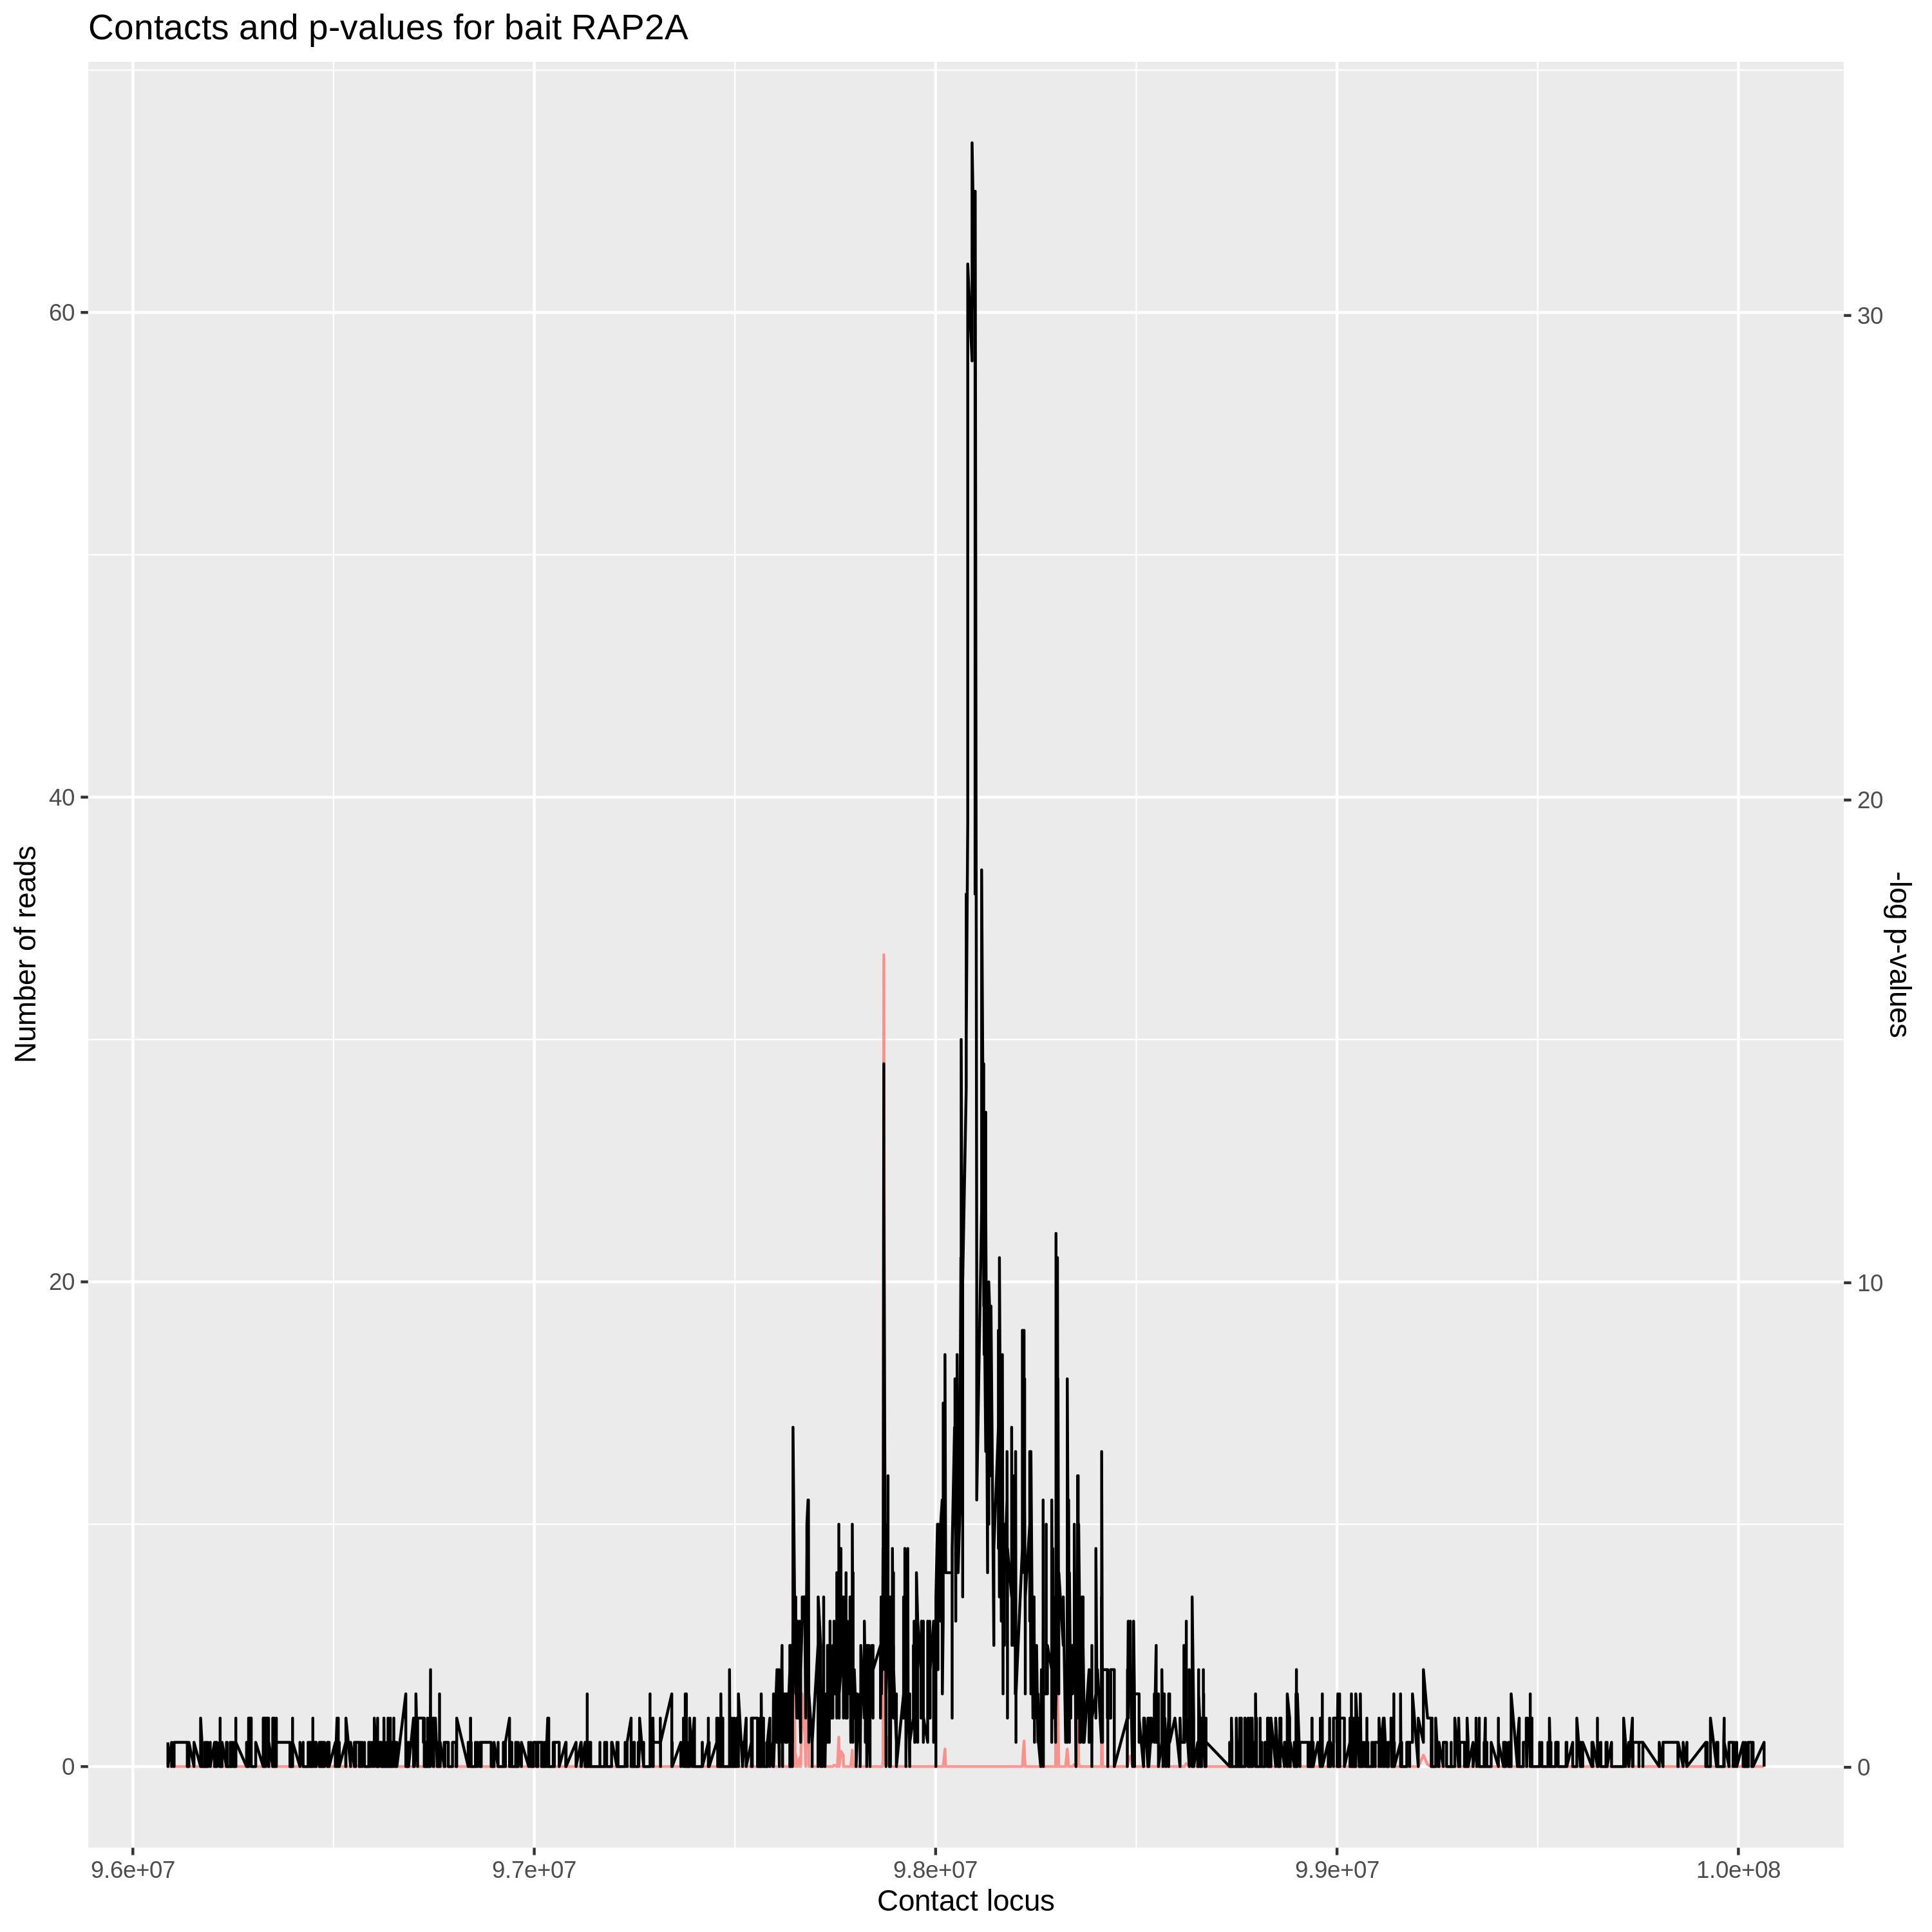 Contacts and p-values for bait RAP2A
60
40
20
0
Number of reads
30
20
10
0
-log p-values
9.6e+07
9.7e+07
9.8e+07
9.9e+07
1.0e+08
Contact locus